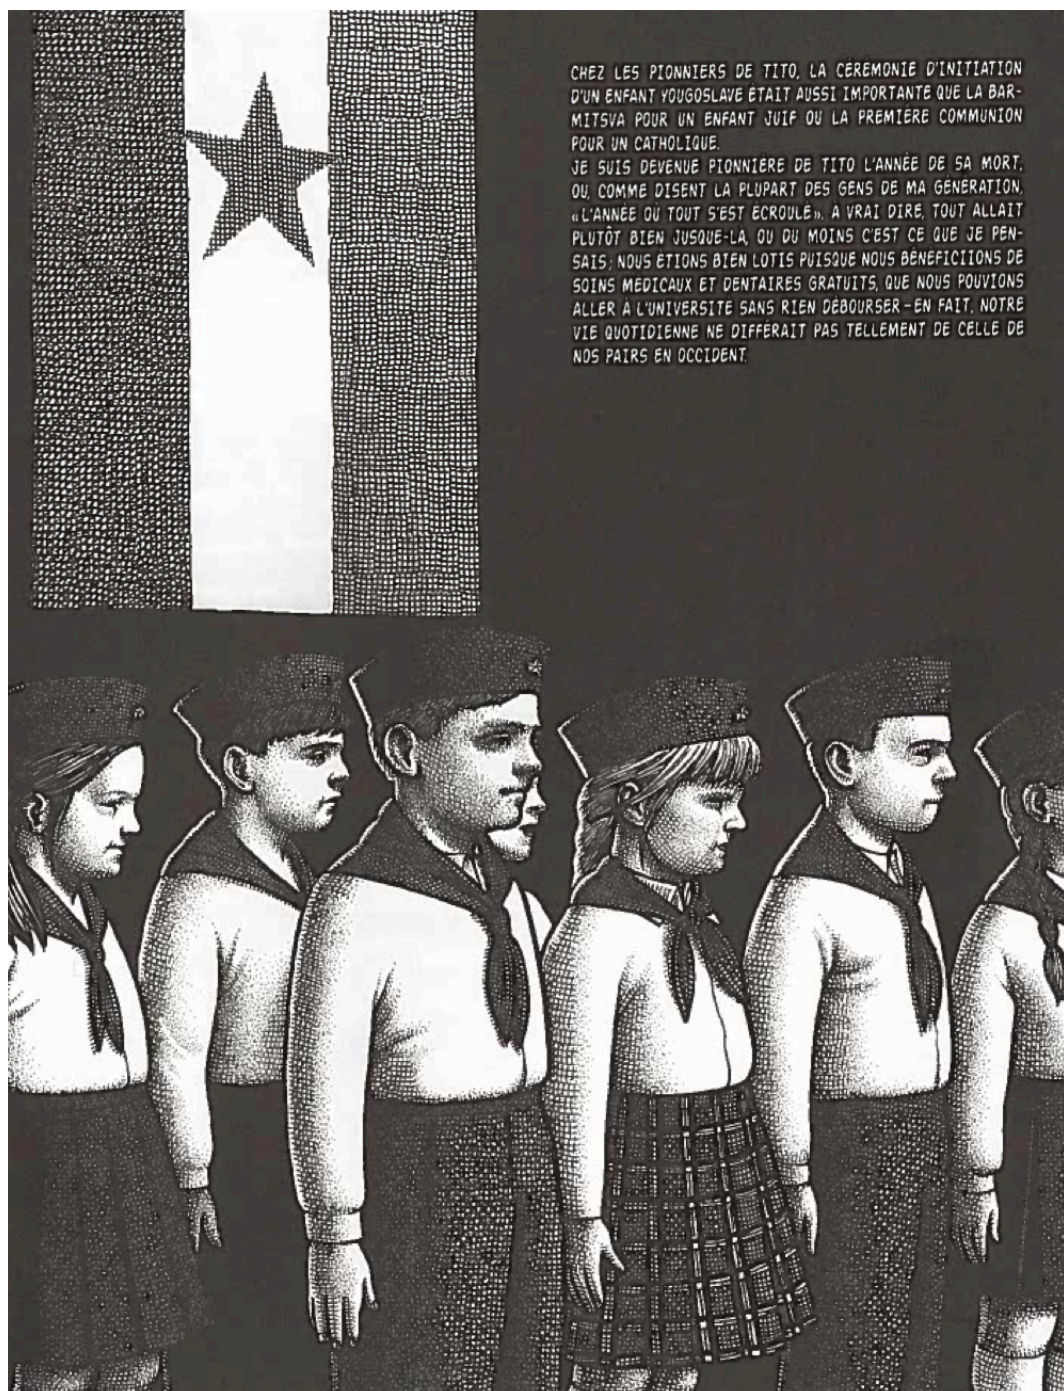 CHEZ LES PIONNIERS DE TITO, LA CÉRÉMONIE D'INITIATION
D'UN ENFANT YOUGOSLAVE ÉTAIT AUSSI IMPORTANTE QUE LA BAR-
MITSVA POUR UN ENFANT JUIF OU LA PREMIÈRE COMMUNION
POUR UN CATHOLIQUE.
JE SUIS DEVENUE PIONNIÈRE DE TITO L'ANNÉE DE SA MORT,
OU, COMME DISENT LA PLUPART DES GENS DE MA GÉNÉRATION,
«L'ANNÉE OÙ TOUT S'EST ÉCROULÉ». À VRAI DIRE, TOUT ALLAIT
PLUTÔT BIEN JUSQUE-LÀ, OU DU MOINS C'EST CE QUE JE PEN-
SAIS; NOUS ÉTIONS BIEN LOTIS PUISQUE NOUS BÉNÉFICIIONS DE
SOINS MÉDICAUX ET DENTAIRES GRATUITS, QUE NOUS POUVIONS
ALLER À L'UNIVERSITÉ SANS RIEN DÉBOURSER – EN FAIT, NOTRE
VIE QUOTIDIENNE NE DIFFÉRAIT PAS TELLEMENT DE CELLE DE
NOS PAIRS EN OCCIDENT.